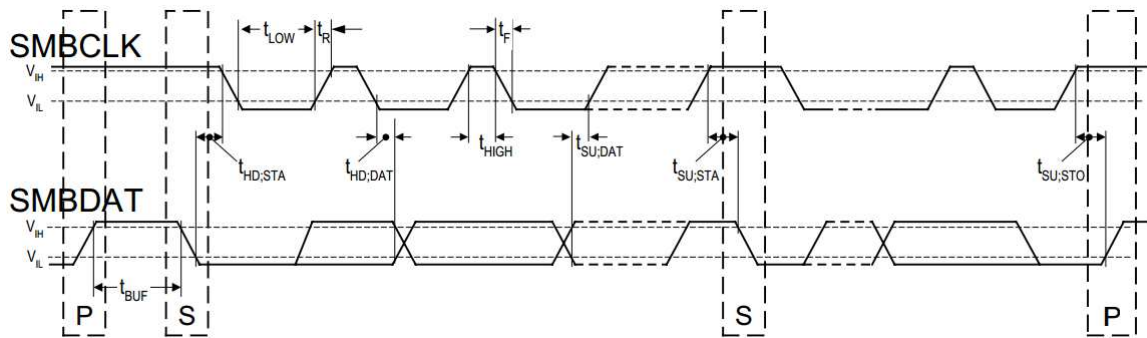 tLOW tR tF
SMBCLK
VIH
VIL
tHD;STA tHD;DAT tHIGH tSU;DAT tSU;STA tSU;STO
SMBDAT
VIH
VIL
tBUF
P S S P